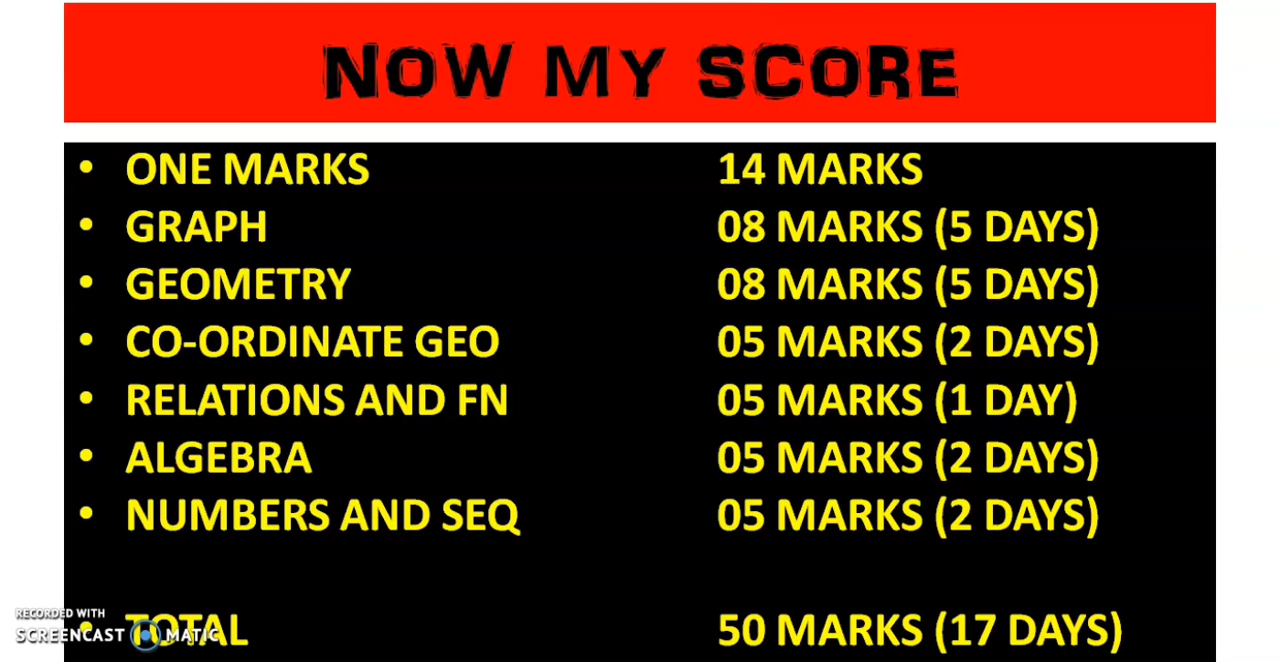 NOW MY SCORE
• ONE MARKS 14 MARKS
• GRAPH 08 MARKS (5 DAYS)
• GEOMETRY 08 MARKS (5 DAYS)
• CO-ORDINATE GEO 05 MARKS (2 DAYS)
• RELATIONS AND FN 05 MARKS (1 DAY)
• ALGEBRA 05 MARKS (2 DAYS)
• NUMBERS AND SEQ 05 MARKS (2 DAYS)
• TOTAL 50 MARKS (17 DAYS)
RECORDED WITH
SCREENCAST MATIC